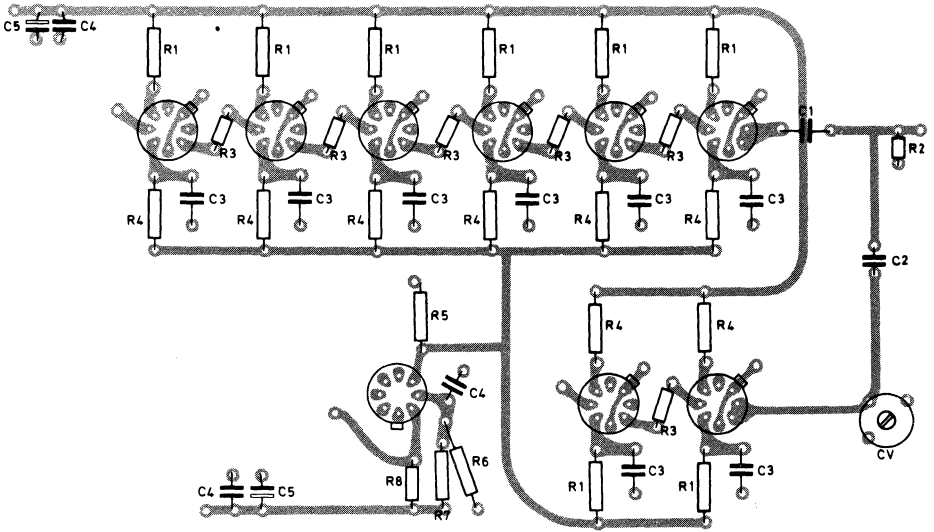 C5 C4
R1 R1 R1 R1 R1 R1
C1
R3 R3 R3 R3 R3 R2
R4 C3 R4 C3 R4 C3 R4 C3 R4 C3 R4 C3
C2
R5 R4 R4
C4
R3
CV
R6
C4 C5 R8 R7 R1 C3 R1 C3